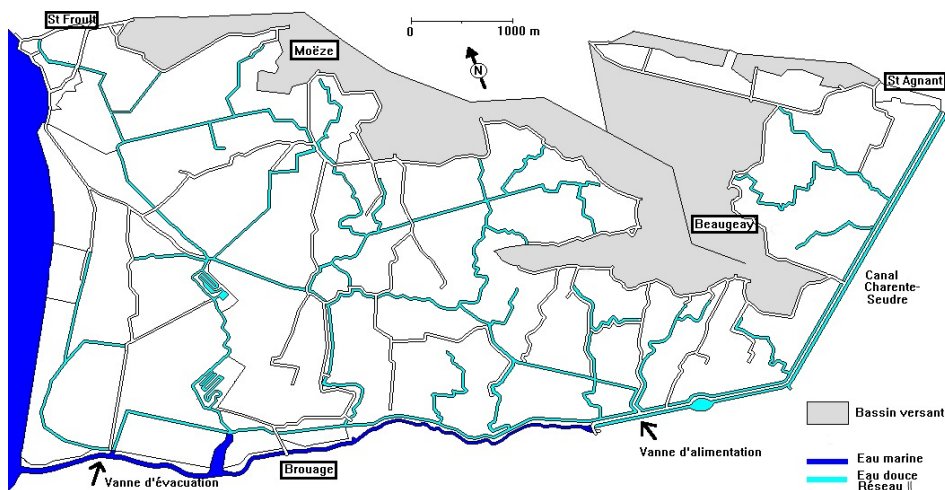 St Froult
Moëze
0 1000 m
N
St Agnant
Beaugeay
Canal
Charente-
Seudre
Bassin versant
Vanne d'alimentation
Eau marine
Brouage
Vanne d'évacuation
Eau douce
Réseau II